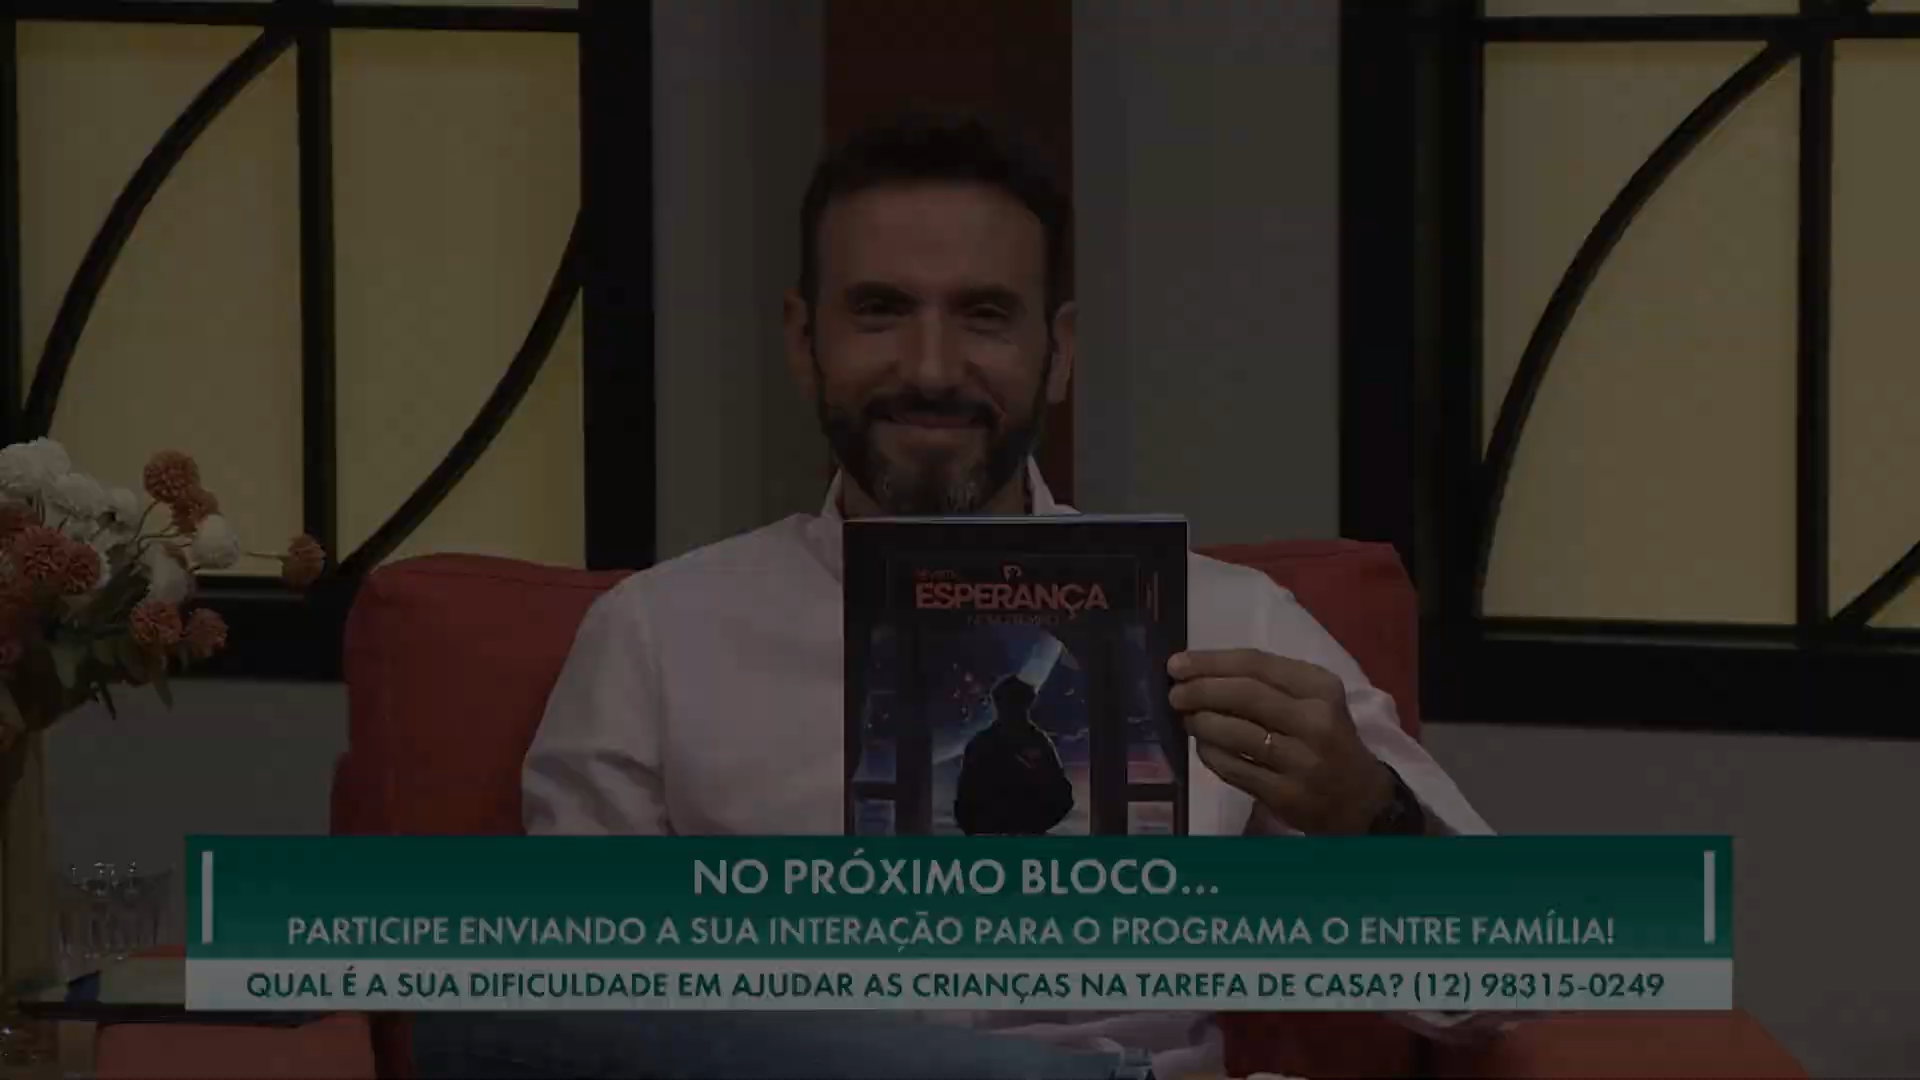 ESPERANÇA
NO PRÓXIMO BLOCO...
PARTICIPE ENVIANDO A SUA INTERAÇÃO PARA O PROGRAMA O ENTRE FAMÍLIA!
QUAL É A SUA DIFICULDADE EM AJUDAR AS CRIANÇAS NA TAREFA DE CASA? (12) 98315-0249